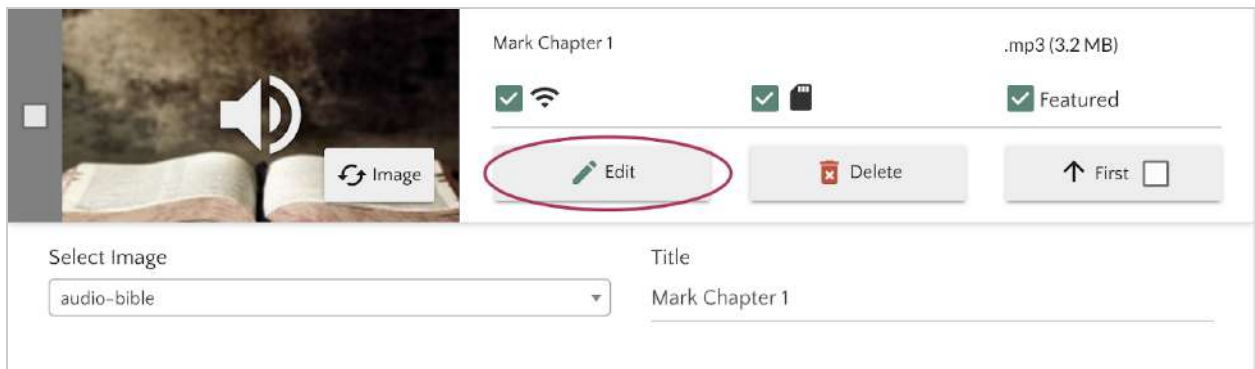 Mark Chapter 1 .mp3 (3.2 MB)
Featured
Image Edit Delete First
Select Image Title
audio-bible Mark Chapter 1